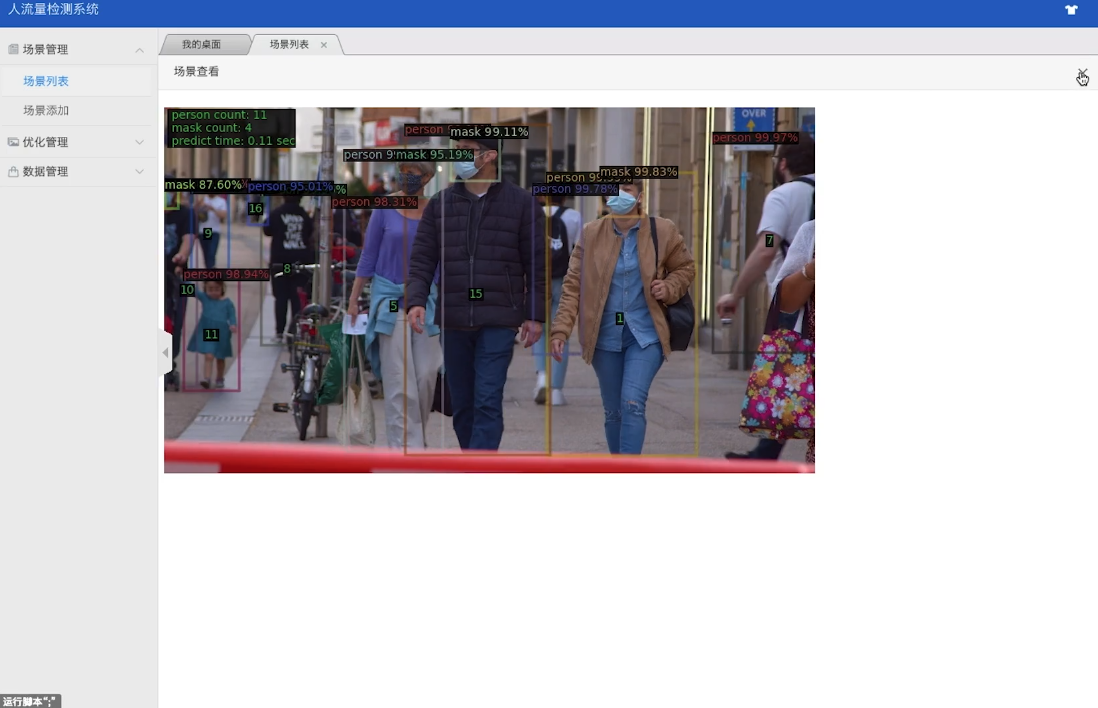 人流量检测系统
场景管理
场景列表
场景添加
优化管理
数据管理
我的桌面
场景列表
场景查看
person count: 11
mask count: 4
predict time: 0.11 sec
person
mask 99.11%
person 9
mask 95.19%
OVER
person 99.97%
mask 99.83%
person 99.
person 99.78%
mask 87.60%
person 95.01%
%
person 98.31%
16
9
7
person 98.94%
8
10
15
5
11
1
运行脚本";"